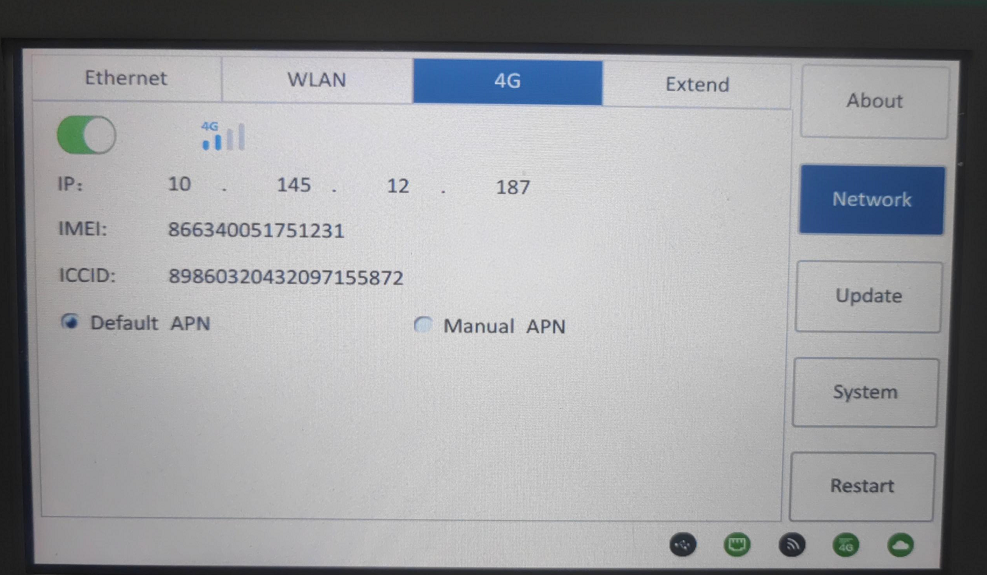 Ethernet WLAN 4G Extend
About
4G
IP: 10 . 145 . 12 . 187
Network
IMEI: 866340051751231
ICCID: 89860320432097155872
Update
Default APN Manual APN
System
Restart
4G